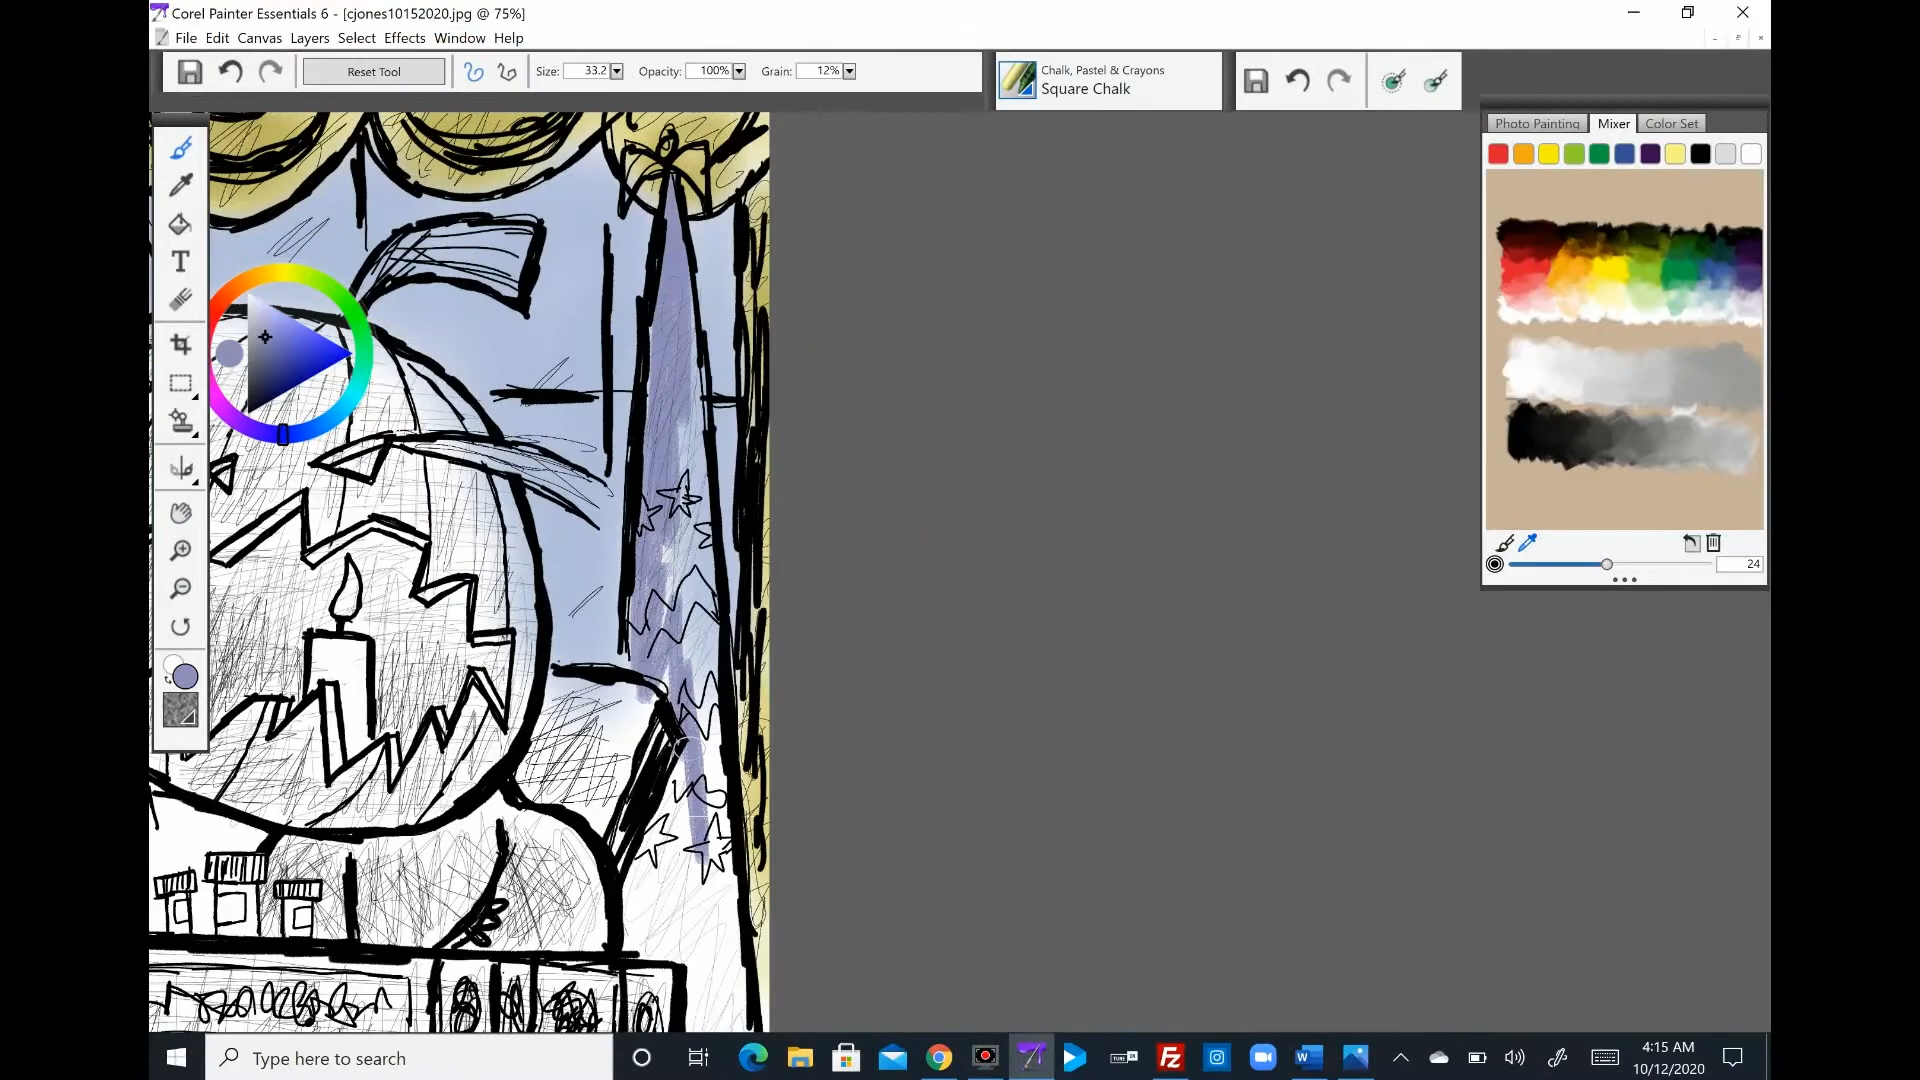 Corel Painter Essentials 6 - [cjones10152020.jpg @ 75%]
File Edit Canvas Layers Select Effects Window Help
Reset Tool Size: 33.2 Opacity: 100% Grain: 12%
Chalk, Pastel & Crayons
Square Chalk
Photo Painting Mixer Color Set
T
24
Type here to search
TUNE
Fz
W
4:15 AM
10/12/2020